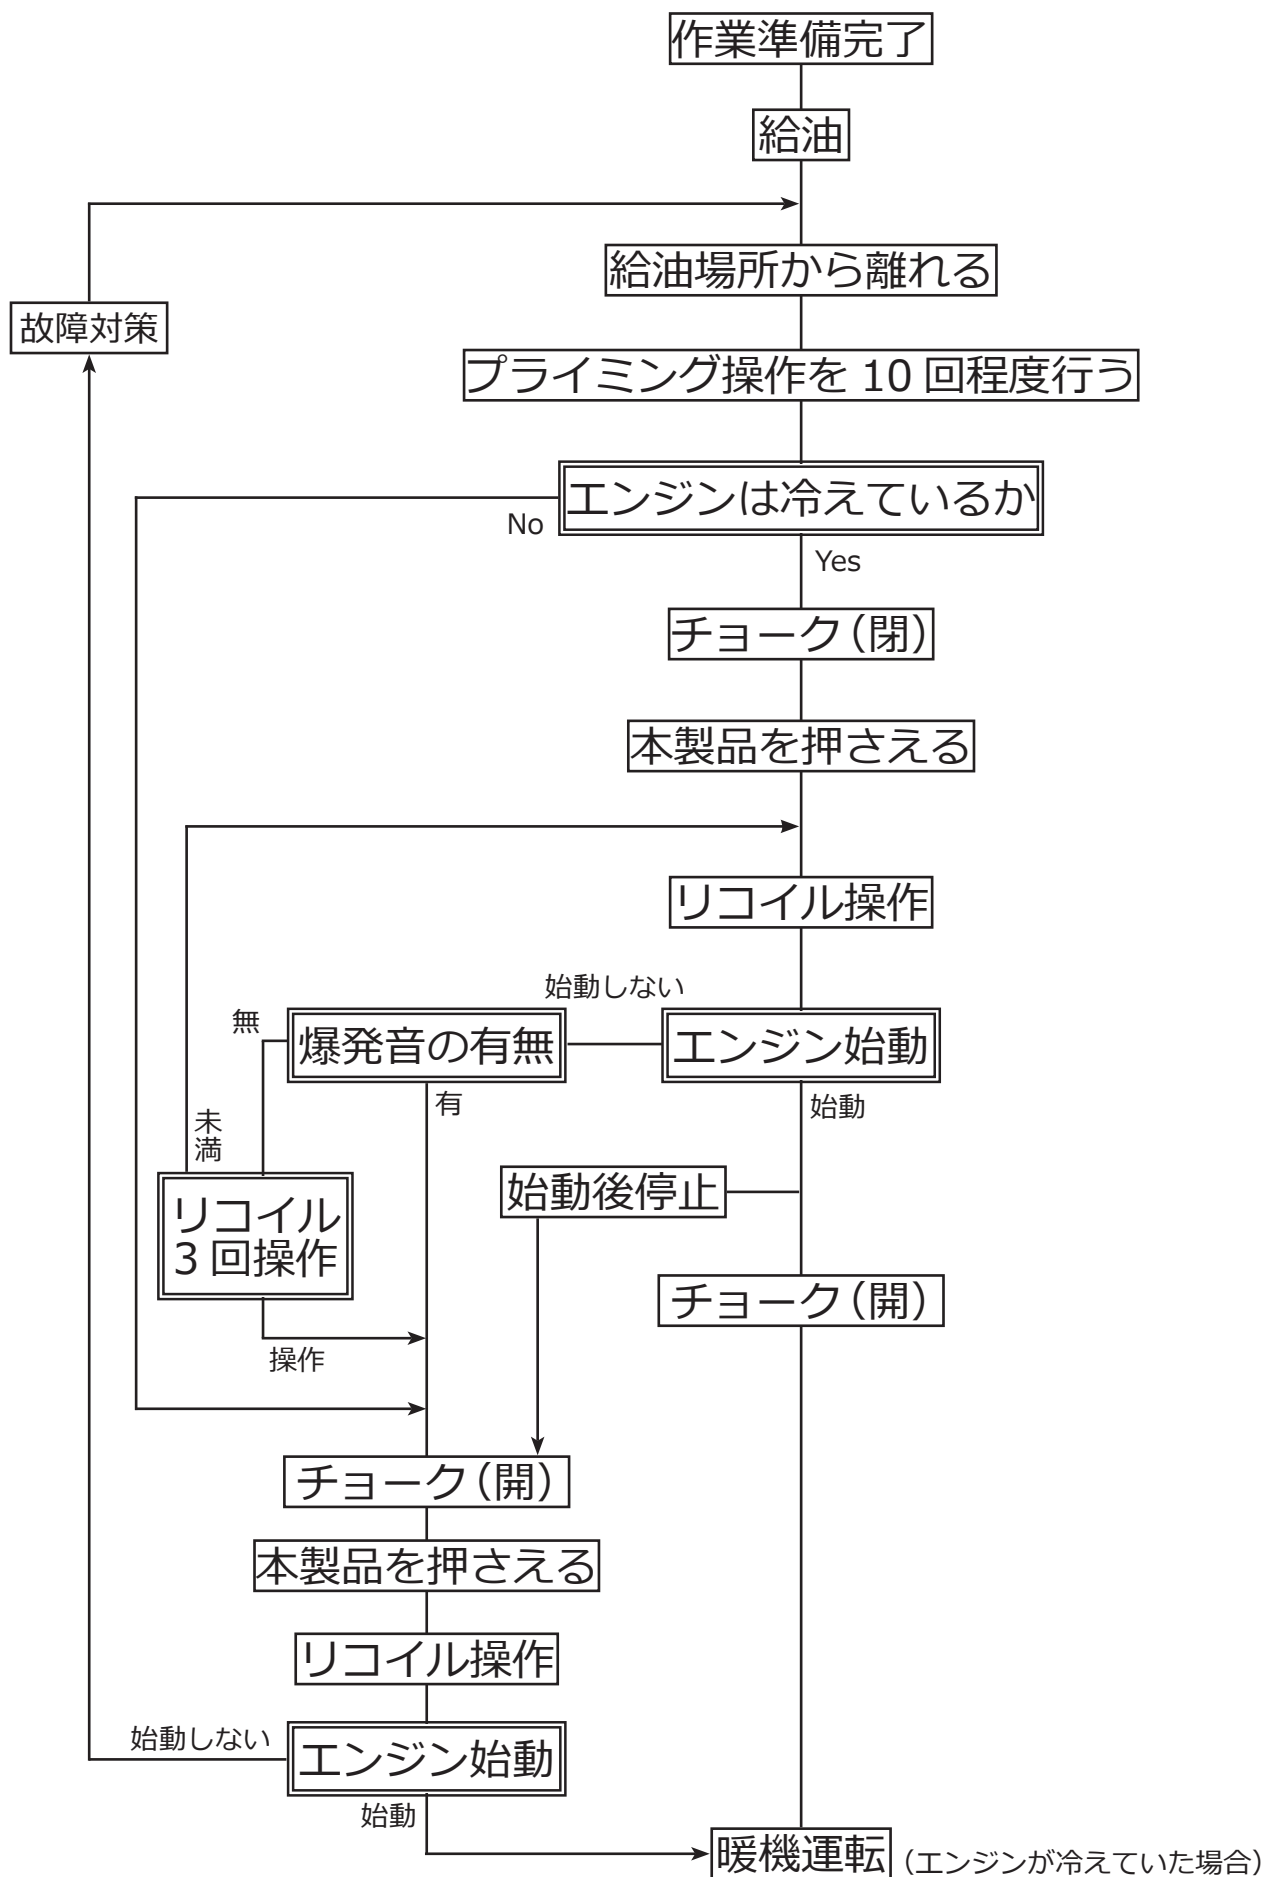 作業準備完了
給油
給油場所から離れる
故障対策
プライミング操作を 10 回程度行う
エンジンは冷えているか
No
Yes
チョーク（閉）
本製品を押さえる
リコイル操作
始動しない
無
爆発音の有無
エンジン始動
有
始動
未
満
始動後停止
リコイル
3 回操作
チョーク（開）
操作
チョーク（開）
本製品を押さえる
リコイル操作
始動しない
エンジン始動
始動
暖機運転（エンジンが冷えていた場合）